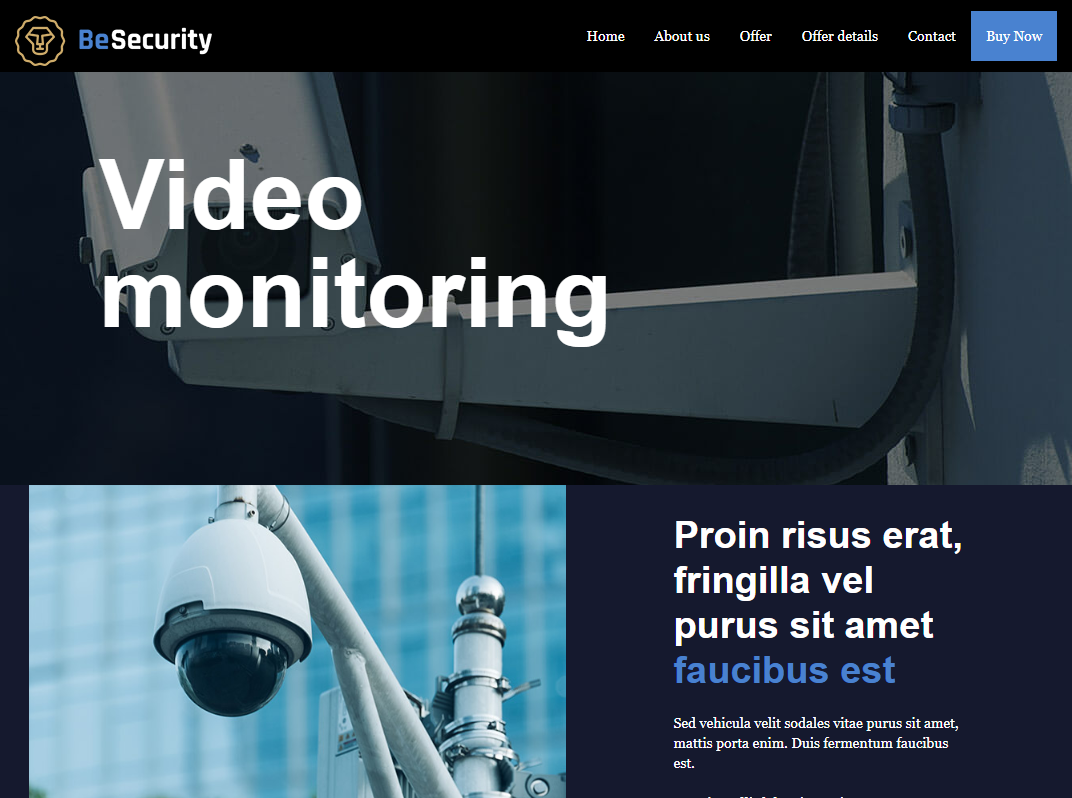 BeSecurity
Home
About us
Offer
Offer details
Contact
Buy Now
Video
monitoring
Proin risus erat,
fringilla vel
purus sit amet
faucibus est
Sed vehicula velit sodales vitae purus sit amet,
mattis porta enim. Duis fermentum faucibus
est.